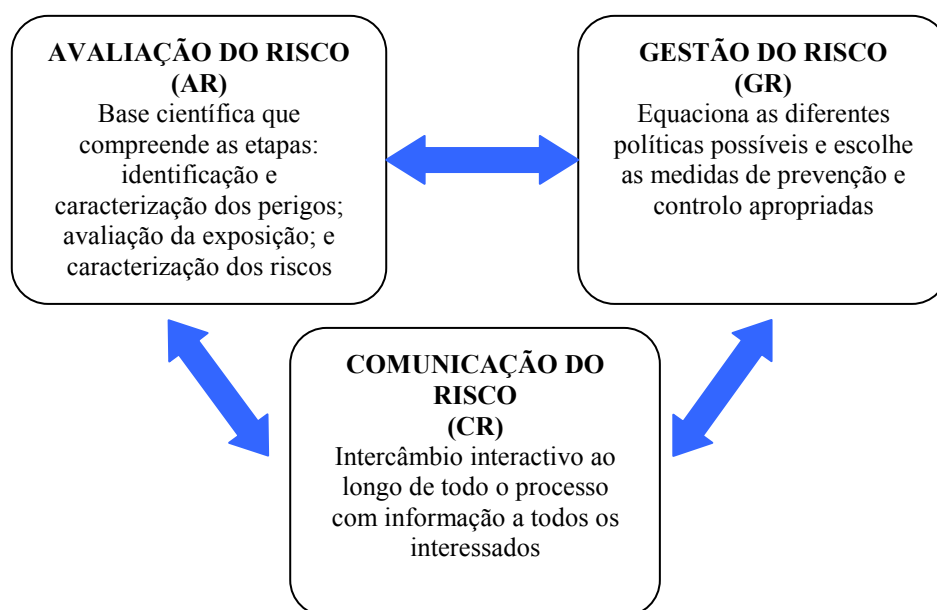 AVALIAÇÃO DO RISCO
(AR)
Base científica que
compreende as etapas:
identificação e
caracterização dos perigos;
avaliação da exposição; e
caracterização dos riscos
GESTÃO DO RISCO
(GR)
Equaciona as diferentes
políticas possíveis e escolhe
as medidas de prevenção e
controlo apropriadas
COMUNICAÇÃO DO
RISCO
(CR)
Intercâmbio interactivo ao
longo de todo o processo
com informação a todos os
interessados